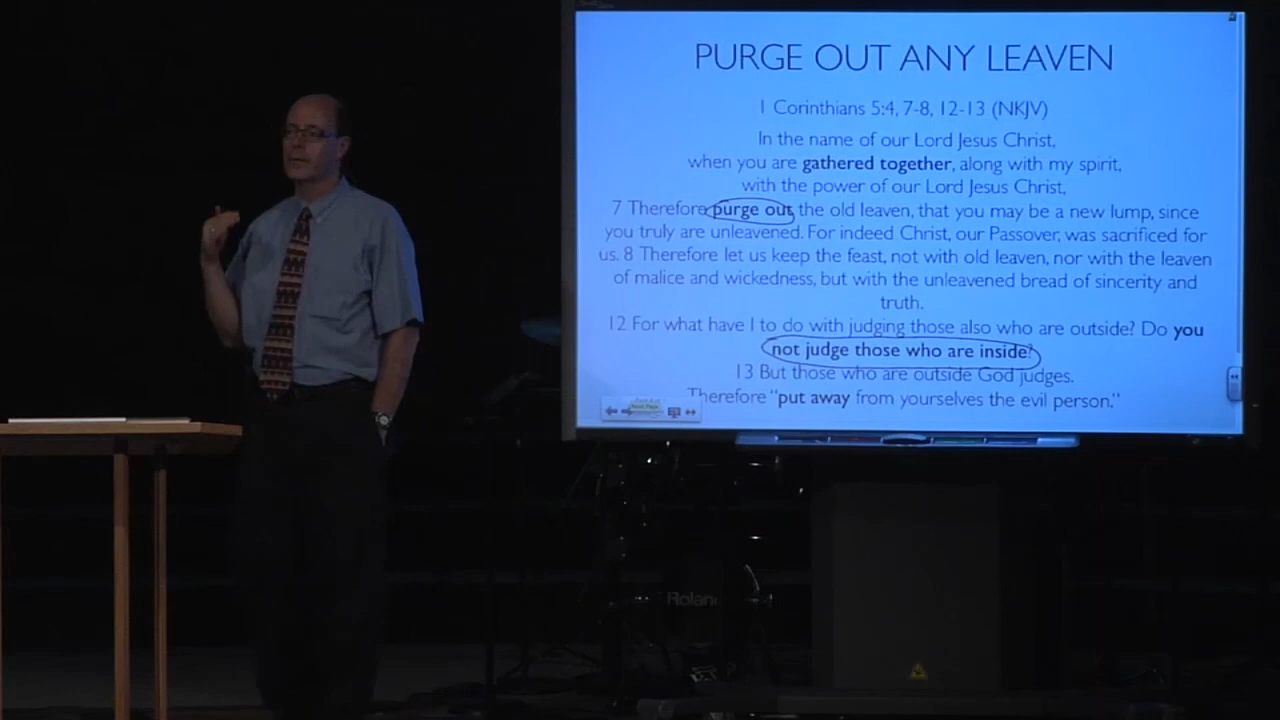 PURGE OUT ANY LEAVEN
1 Corinthians 5:4, 7-8, 12-13 (NKJV)
In the name of our Lord Jesus Christ,
when you are gathered together, along with my spirit,
with the power of our Lord Jesus Christ,
7 Therefore purge out the old leaven, that you may be a new lump, since
you truly are unleavened. For indeed Christ, our Passover, was sacrificed for
us. 8 Therefore let us keep the feast, not with old leaven, nor with the leaven
of malice and wickedness, but with the unleavened bread of sincerity and
truth.
12 For what have I to do with judging those also who are outside? Do you
not judge those who are inside?
13 But those who are outside God judges.
Therefore "put away from yourselves the evil person."
Next Page
Roland